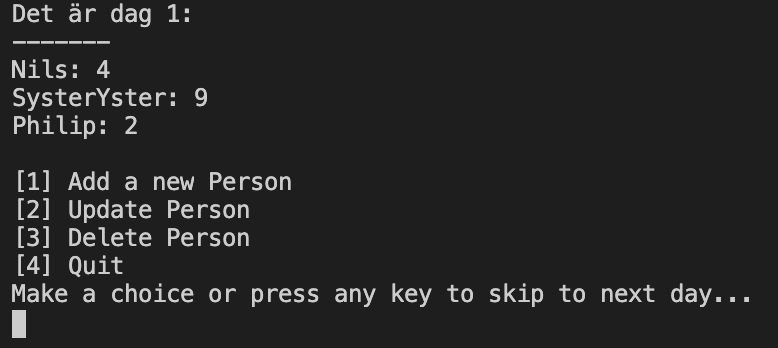 Det är dag 1:
-------
Nils: 4
SysterYster: 9
Philip: 2
[1] Add a new Person
[2] Update Person
[3] Delete Person
[4] Quit
Make a choice or press any key to skip to next day...